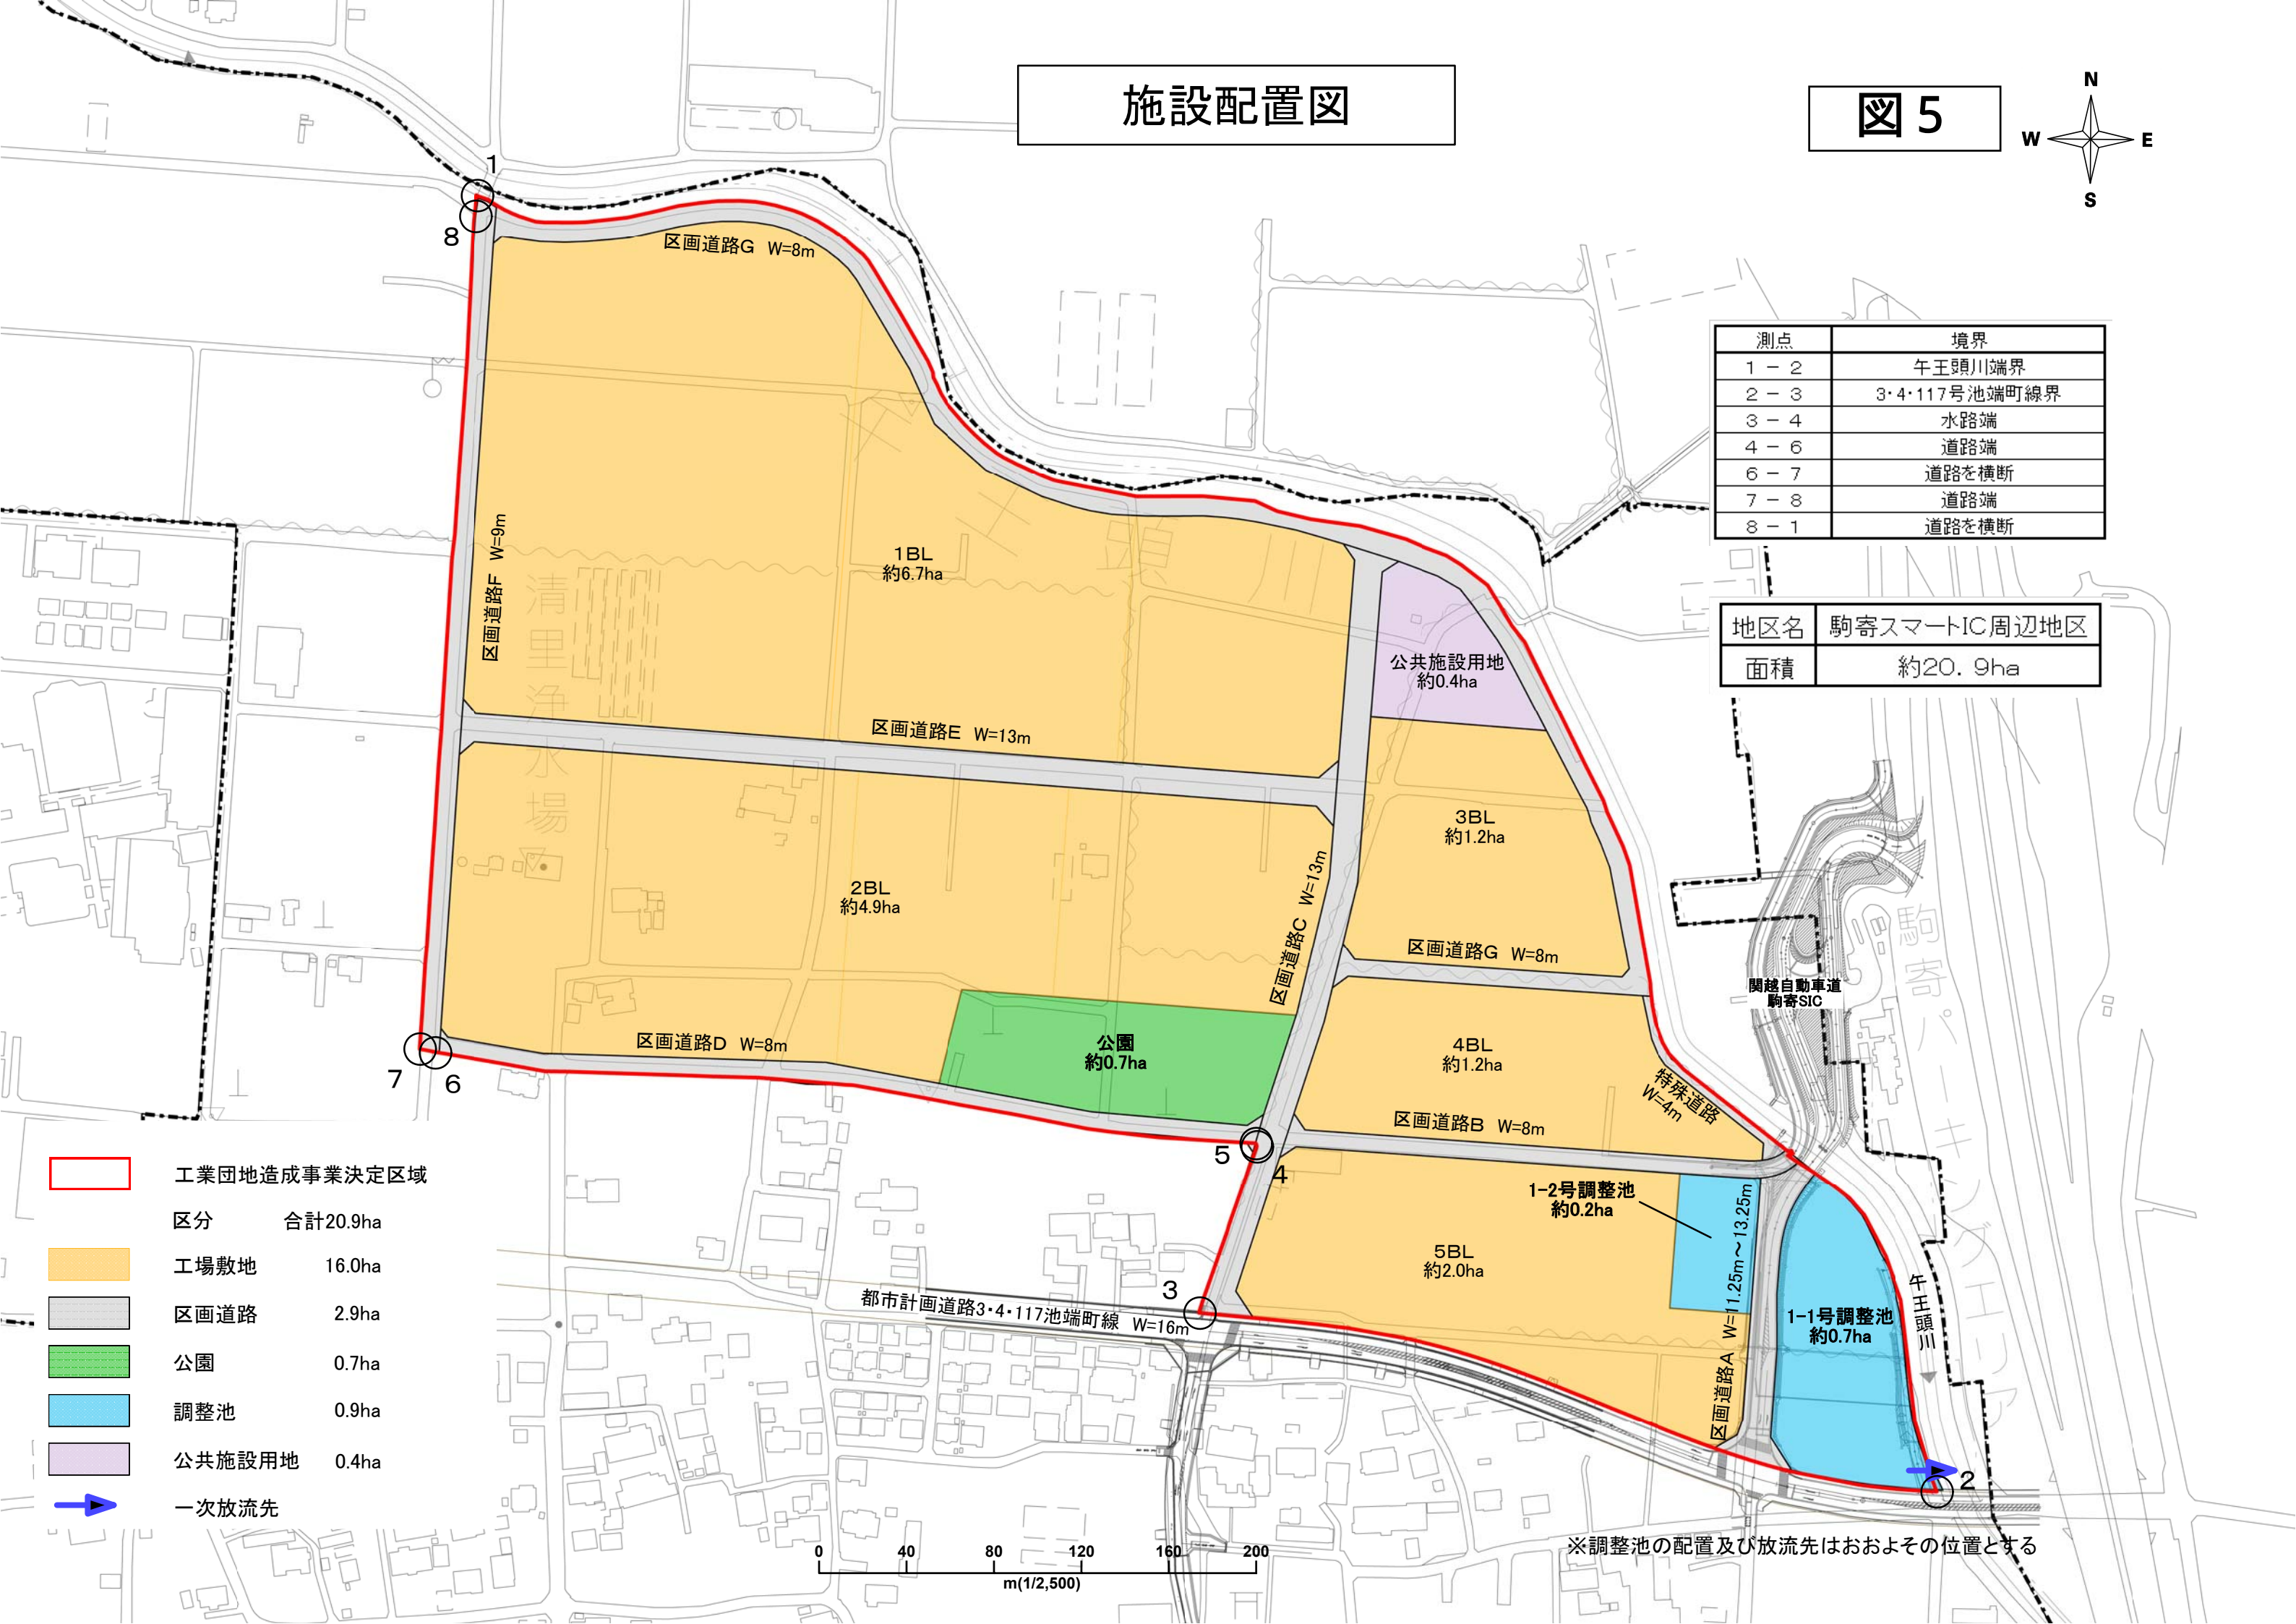 施設配置図
図5
N
W
E
S
1
8
区画道路G W=8m
測点 境界
1 − 2 午王頭川端界
2 − 3 3・4・117号池端町線界
3 − 4 水路端
4 − 6 道路端
6 − 7 道路を横断
7 − 8 道路端
8 − 1 道路を横断
区画道路F W=9m
清里浄水場
1BL
約6.7ha
公共施設用地
約0.4ha
地区名 駒寄スマートIC周辺地区
面積 約20.9ha
区画道路E W=13m
3BL
約1.2ha
2BL
約4.9ha
区画道路C W=13m
区画道路G W=8m
関越自動車道
駒寄SIC
駒寄パーキングエリア
区画道路D W=8m
公園
約0.7ha
4BL
約1.2ha
特殊道路
W=4m
7
6
区画道路B W=8m
5
4
1-2号調整池
約0.2ha
5BL
約2.0ha
区画道路A W=11.25m～13.25m
1-1号調整池
約0.7ha
午王頭川
3
都市計画道路3・4・117池端町線 W=16m
2
工業団地造成事業決定区域
区分 合計20.9ha
工場敷地 16.0ha
区画道路 2.9ha
公園 0.7ha
調整池 0.9ha
公共施設用地 0.4ha
一次放流先
0 40 80 120 160 200
m(1/2,500)
※調整池の配置及び放流先はおおよその位置とする